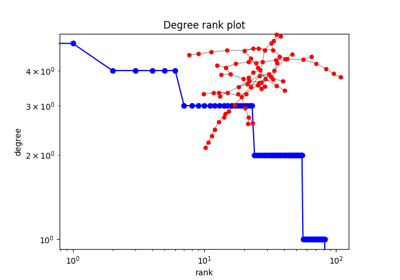 Degree rank plot
degree
4 × 10⁰
3 × 10⁰
2 × 10⁰
10⁰
10⁰ 10¹ 10²
rank